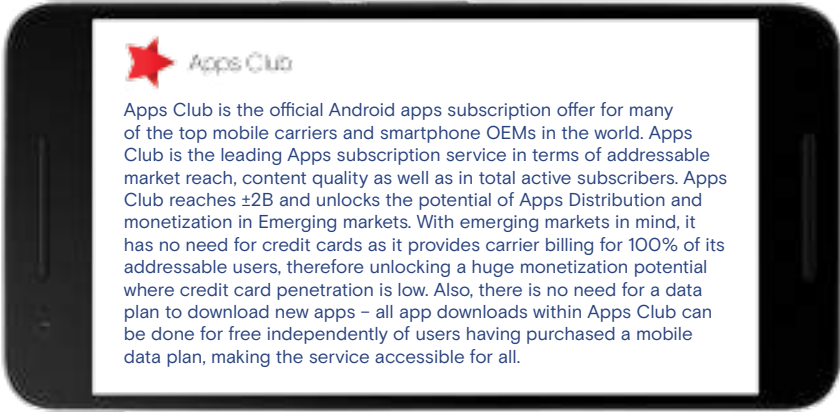 Apps Club
Apps Club is the official Android apps subscription offer for many
of the top mobile carriers and smartphone OEMs in the world. Apps
Club is the leading Apps subscription service in terms of addressable
market reach, content quality as well as in total active subscribers. Apps
Club reaches ±2B and unlocks the potential of Apps Distribution and
monetization in Emerging markets. With emerging markets in mind, it
has no need for credit cards as it provides carrier billing for 100% of its
addressable users, therefore unlocking a huge monetization potential
where credit card penetration is low. Also, there is no need for a data
plan to download new apps – all app downloads within Apps Club can
be done for free independently of users having purchased a mobile
data plan, making the service accessible for all.